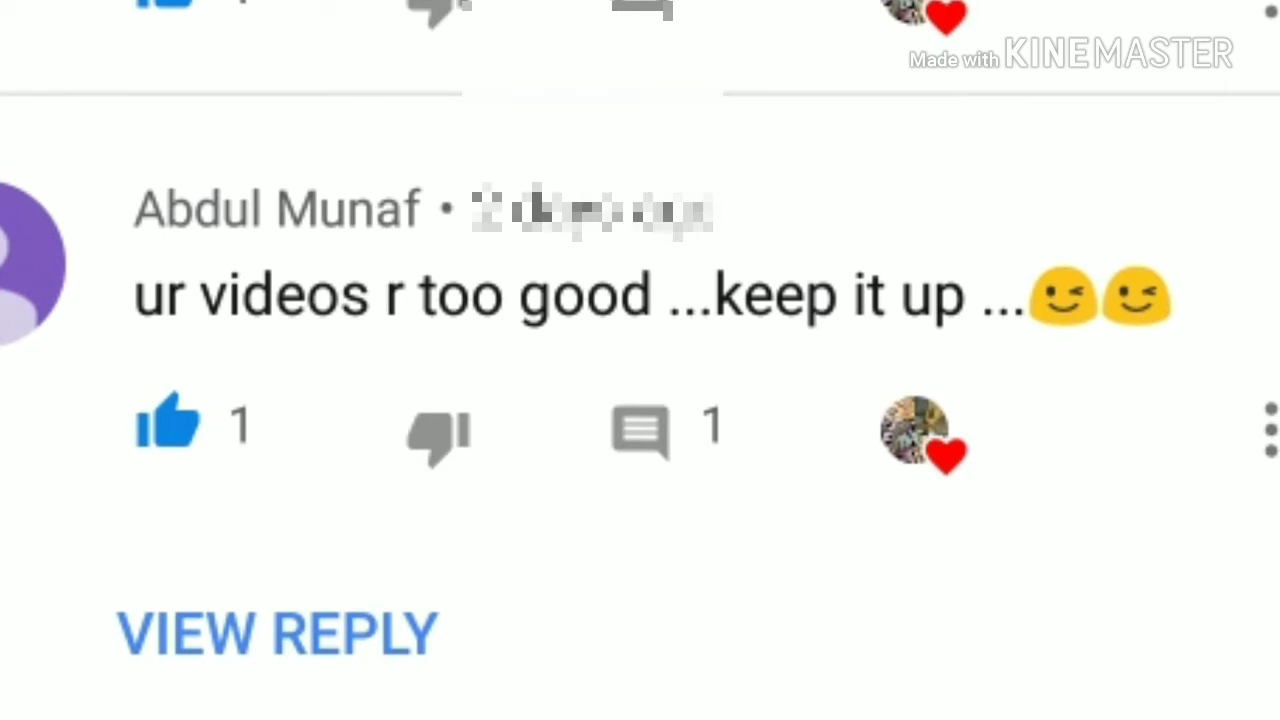 Made with KINEMASTER
Abdul Munaf •
ur videos r too good ...keep it up ...😉😉
1
1
VIEW REPLY